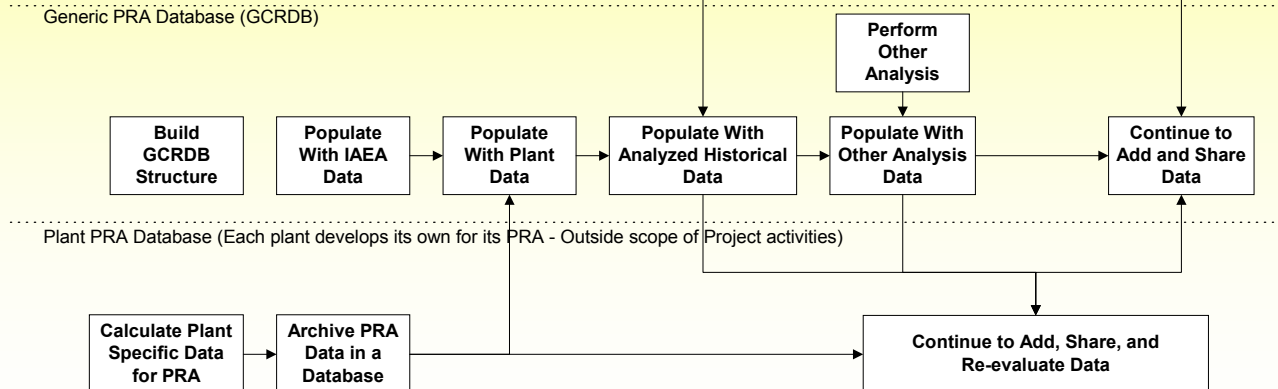 Generic PRA Database (GCRDB)
Perform
Other
Analysis
Build
GCRDB
Structure
Populate
With IAEA
Data
Populate
With Plant
Data
Populate With
Analyzed Historical
Data
Populate With
Other Analysis
Data
Continue to
Add and Share
Data
Plant PRA Database (Each plant develops its own for its PRA - Outside scope of Project activities)
Calculate Plant
Specific Data
for PRA
Archive PRA
Data in a
Database
Continue to Add, Share, and
Re-evaluate Data